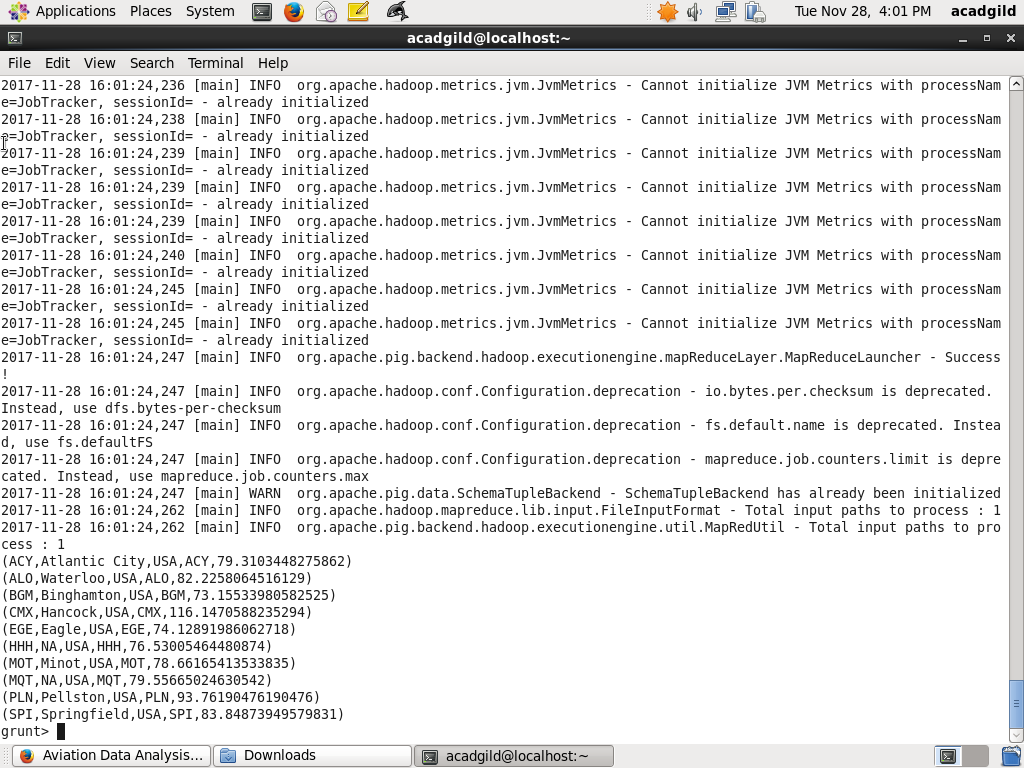 Applications Places System Tue Nov 28, 4:01 PM acadgild
acadgild@localhost:~
File Edit View Search Terminal Help
2017-11-28 16:01:24,236 [main] INFO  org.apache.hadoop.metrics.jvm.JvmMetrics - Cannot initialize JVM Metrics with processNam
e=JobTracker, sessionId= - already initialized
2017-11-28 16:01:24,238 [main] INFO  org.apache.hadoop.metrics.jvm.JvmMetrics - Cannot initialize JVM Metrics with processNam
e=JobTracker, sessionId= - already initialized
2017-11-28 16:01:24,239 [main] INFO  org.apache.hadoop.metrics.jvm.JvmMetrics - Cannot initialize JVM Metrics with processNam
e=JobTracker, sessionId= - already initialized
2017-11-28 16:01:24,239 [main] INFO  org.apache.hadoop.metrics.jvm.JvmMetrics - Cannot initialize JVM Metrics with processNam
e=JobTracker, sessionId= - already initialized
2017-11-28 16:01:24,239 [main] INFO  org.apache.hadoop.metrics.jvm.JvmMetrics - Cannot initialize JVM Metrics with processNam
e=JobTracker, sessionId= - already initialized
2017-11-28 16:01:24,240 [main] INFO  org.apache.hadoop.metrics.jvm.JvmMetrics - Cannot initialize JVM Metrics with processNam
e=JobTracker, sessionId= - already initialized
2017-11-28 16:01:24,245 [main] INFO  org.apache.hadoop.metrics.jvm.JvmMetrics - Cannot initialize JVM Metrics with processNam
e=JobTracker, sessionId= - already initialized
2017-11-28 16:01:24,245 [main] INFO  org.apache.hadoop.metrics.jvm.JvmMetrics - Cannot initialize JVM Metrics with processNam
e=JobTracker, sessionId= - already initialized
2017-11-28 16:01:24,247 [main] INFO  org.apache.pig.backend.hadoop.executionengine.mapReduceLayer.MapReduceLauncher - Success
!
2017-11-28 16:01:24,247 [main] INFO  org.apache.hadoop.conf.Configuration.deprecation - io.bytes.per.checksum is deprecated.
Instead, use dfs.bytes-per-checksum
2017-11-28 16:01:24,247 [main] INFO  org.apache.hadoop.conf.Configuration.deprecation - fs.default.name is deprecated. Instea
d, use fs.defaultFS
2017-11-28 16:01:24,247 [main] INFO  org.apache.hadoop.conf.Configuration.deprecation - mapreduce.job.counters.limit is depre
cated. Instead, use mapreduce.job.counters.max
2017-11-28 16:01:24,247 [main] WARN  org.apache.pig.data.SchemaTupleBackend - SchemaTupleBackend has already been initialized
2017-11-28 16:01:24,262 [main] INFO  org.apache.hadoop.mapreduce.lib.input.FileInputFormat - Total input paths to process : 1
2017-11-28 16:01:24,262 [main] INFO  org.apache.pig.backend.hadoop.executionengine.util.MapRedUtil - Total input paths to pro
cess : 1
(ACY,Atlantic City,USA,ACY,79.3103448275862)
(ALO,Waterloo,USA,ALO,82.2258064516129)
(BGM,Binghamton,USA,BGM,73.15533980582525)
(CMX,Hancock,USA,CMX,116.1470588235294)
(EGE,Eagle,USA,EGE,74.12891986062718)
(HHH,NA,USA,HHH,76.53005464480874)
(MOT,Minot,USA,MOT,78.66165413533835)
(MQT,NA,USA,MQT,79.55665024630542)
(PLN,Pellston,USA,PLN,93.76190476190476)
(SPI,Springfield,USA,SPI,83.84873949579831)
grunt>
Aviation Data Analysis... Downloads acadgild@localhost:~